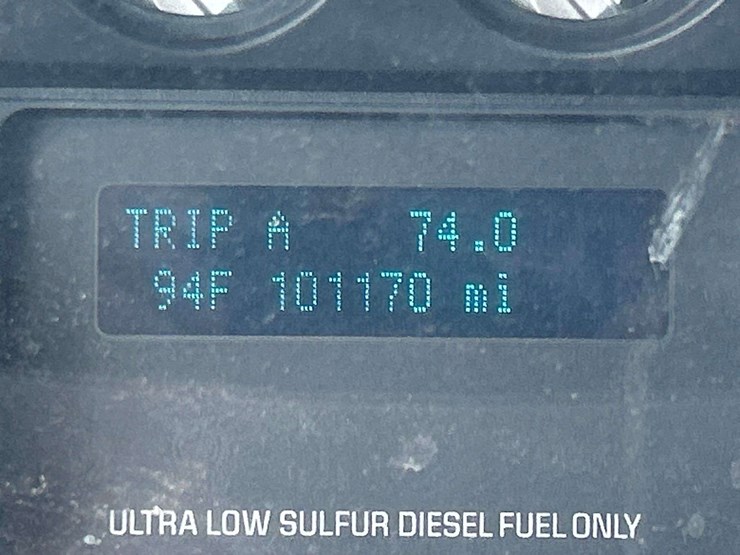 TRIP A 74.0
94F 101170 mi
ULTRA LOW SULFUR DIESEL FUEL ONLY